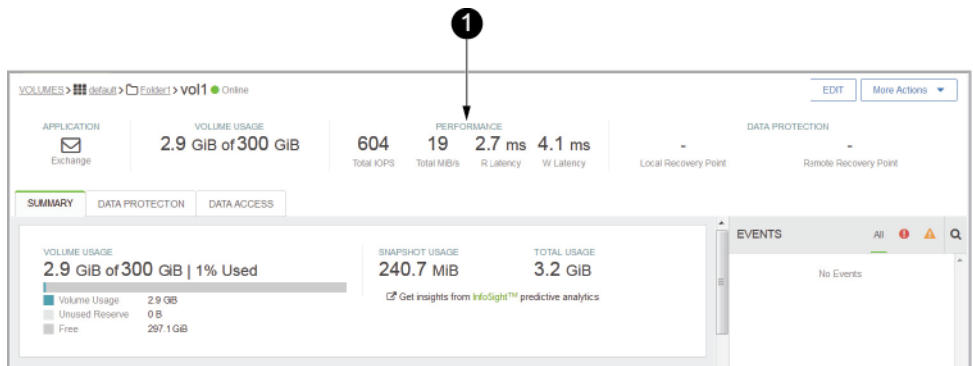 1
VOLUMES > default > Folder1 > vol1 Online
EDIT
More Actions
APPLICATION
Exchange
VOLUME USAGE
2.9 GiB of 300 GiB
PERFORMANCE
604 19 2.7 ms 4.1 ms
Total IOPS Total MiB/s R Latency W Latency
DATA PROTECTION
- -
Local Recovery Point Remote Recovery Point
SUMMARY DATA PROTECTON DATA ACCESS
VOLUME USAGE
2.9 GiB of 300 GiB | 1% Used
Volume Usage 2.9 GiB
Unused Reserve 0 B
Free 297.1 GiB
SNAPSHOT USAGE
240.7 MiB
TOTAL USAGE
3.2 GiB
Get insights from InfoSight™ predictive analytics
EVENTS All
No Events